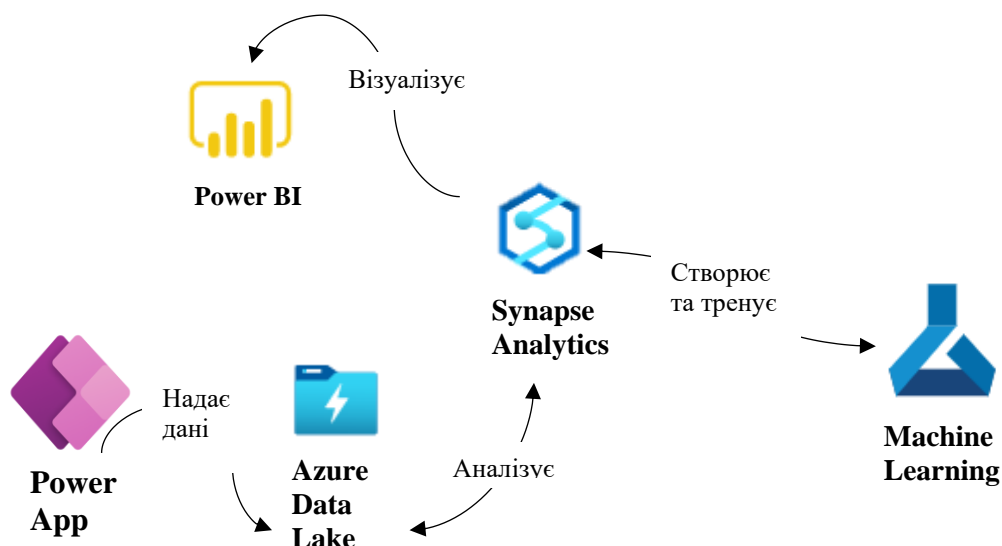 Візуалізує
Power BI
Створює
та тренує
Synapse
Analytics
Надає
дані
Machine
Learning
Power
App
Azure
Data
Lake
Аналізує